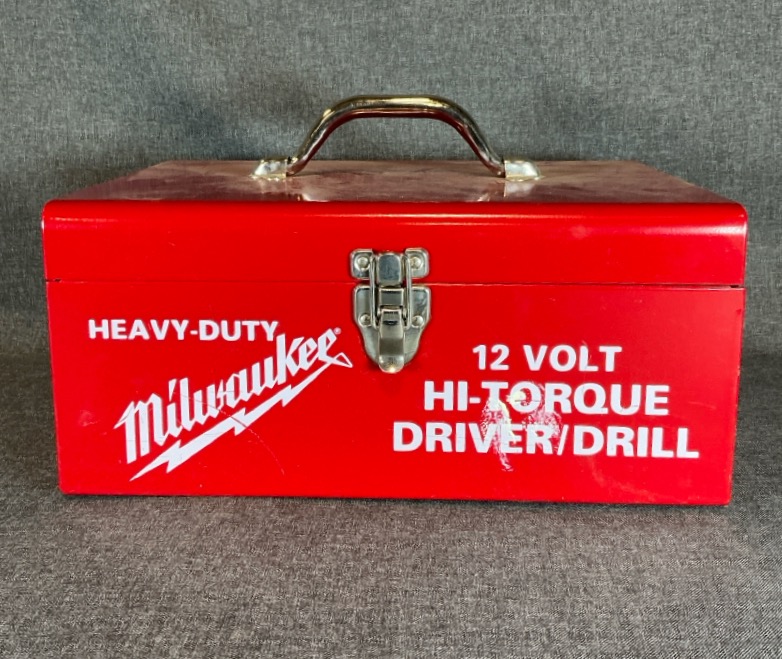 HEAVY-DUTY
Milwaukee®
12 VOLT
HI-TORQUE
DRIVER/DRILL